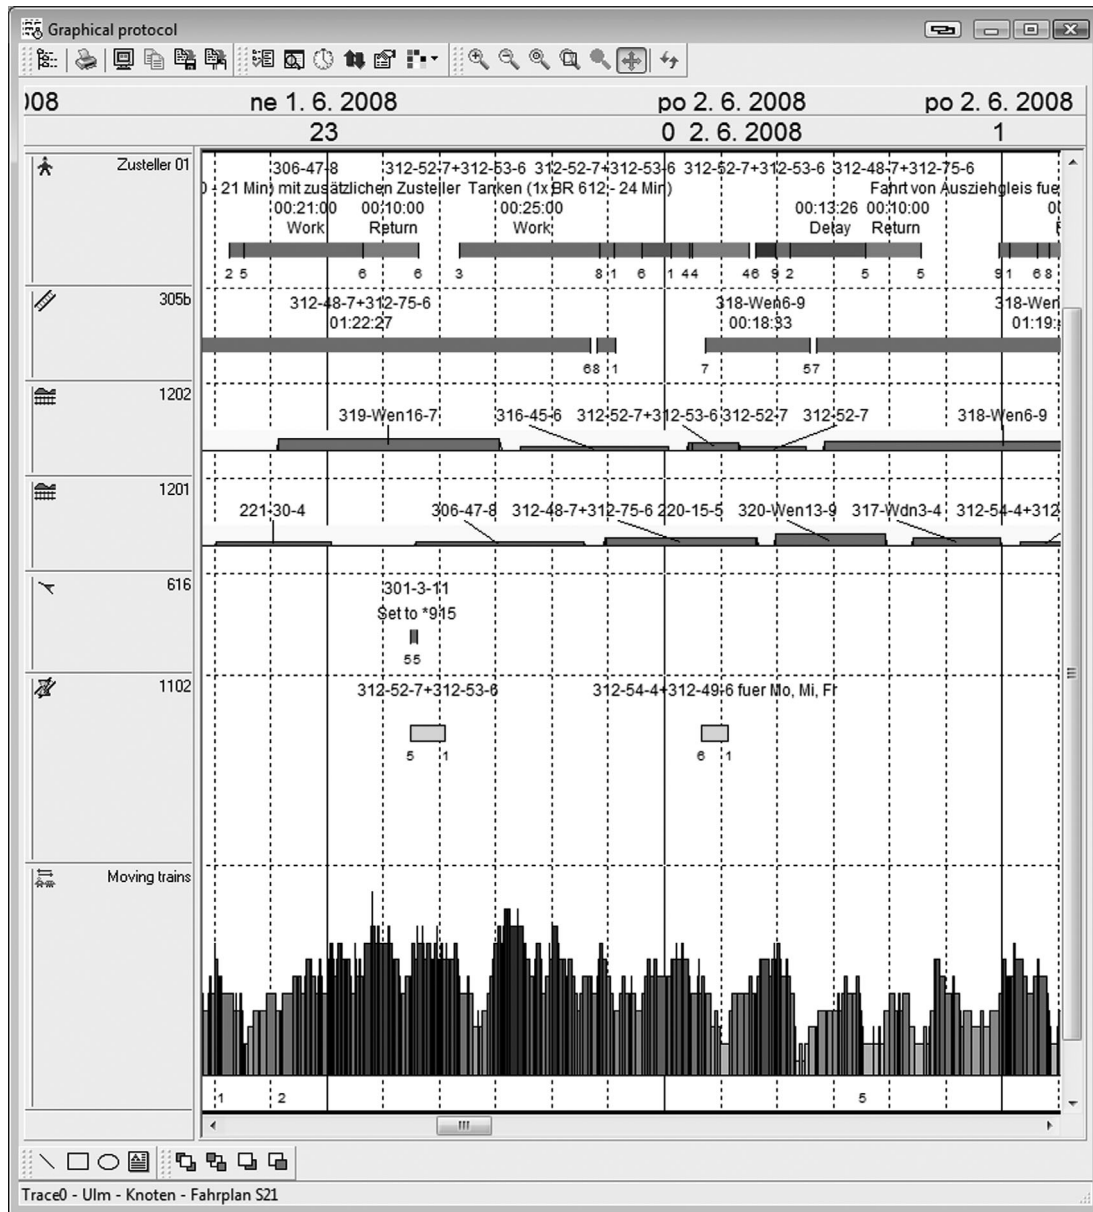 Graphical protocol
)08 ne 1. 6. 2008 po 2. 6. 2008 po 2. 6. 2008
23 0 2. 6. 2008 1
Zusteller 01
306-47-8 312-52-7+312-53-6 312-52-7+312-53-6 312-52-7+312-53-6 312-48-7+312-75-6
0 - 21 Min) mit zusätzlichen Zusteller Tanken (1x BR 612 - 24 Min) Fahrt von Ausziehgleis fue
00:21:00 00:10:00 00:25:00 00:13:26 00:10:00 00
Work Return Work Delay Return F
2 5 6 6 3 8 1 6 1 44 46 9 2 5 5 9 1 6 8
305b
312-48-7+312-75-6 318-Wen6-9 318-Wen
01:22:27 00:18:33 01:19:
68 1 7 57
1202
319-Wen16-7 316-45-6 312-52-7+312-53-6 312-52-7 312-52-7 318-Wen6-9
1201
221-30-4 306-47-8 312-48-7+312-75-6 220-15-5 320-Wen13-9 317-Wdn3-4 312-54-4+312
616
301-3-11
Set to *915
55
1102
312-52-7+312-53-6 312-54-4+312-49-6 fuer Mo, Mi, Fr
5 1 6 1
Moving trains
1 2 5
Trace0 - Ulm - Knoten - Fahrplan S21